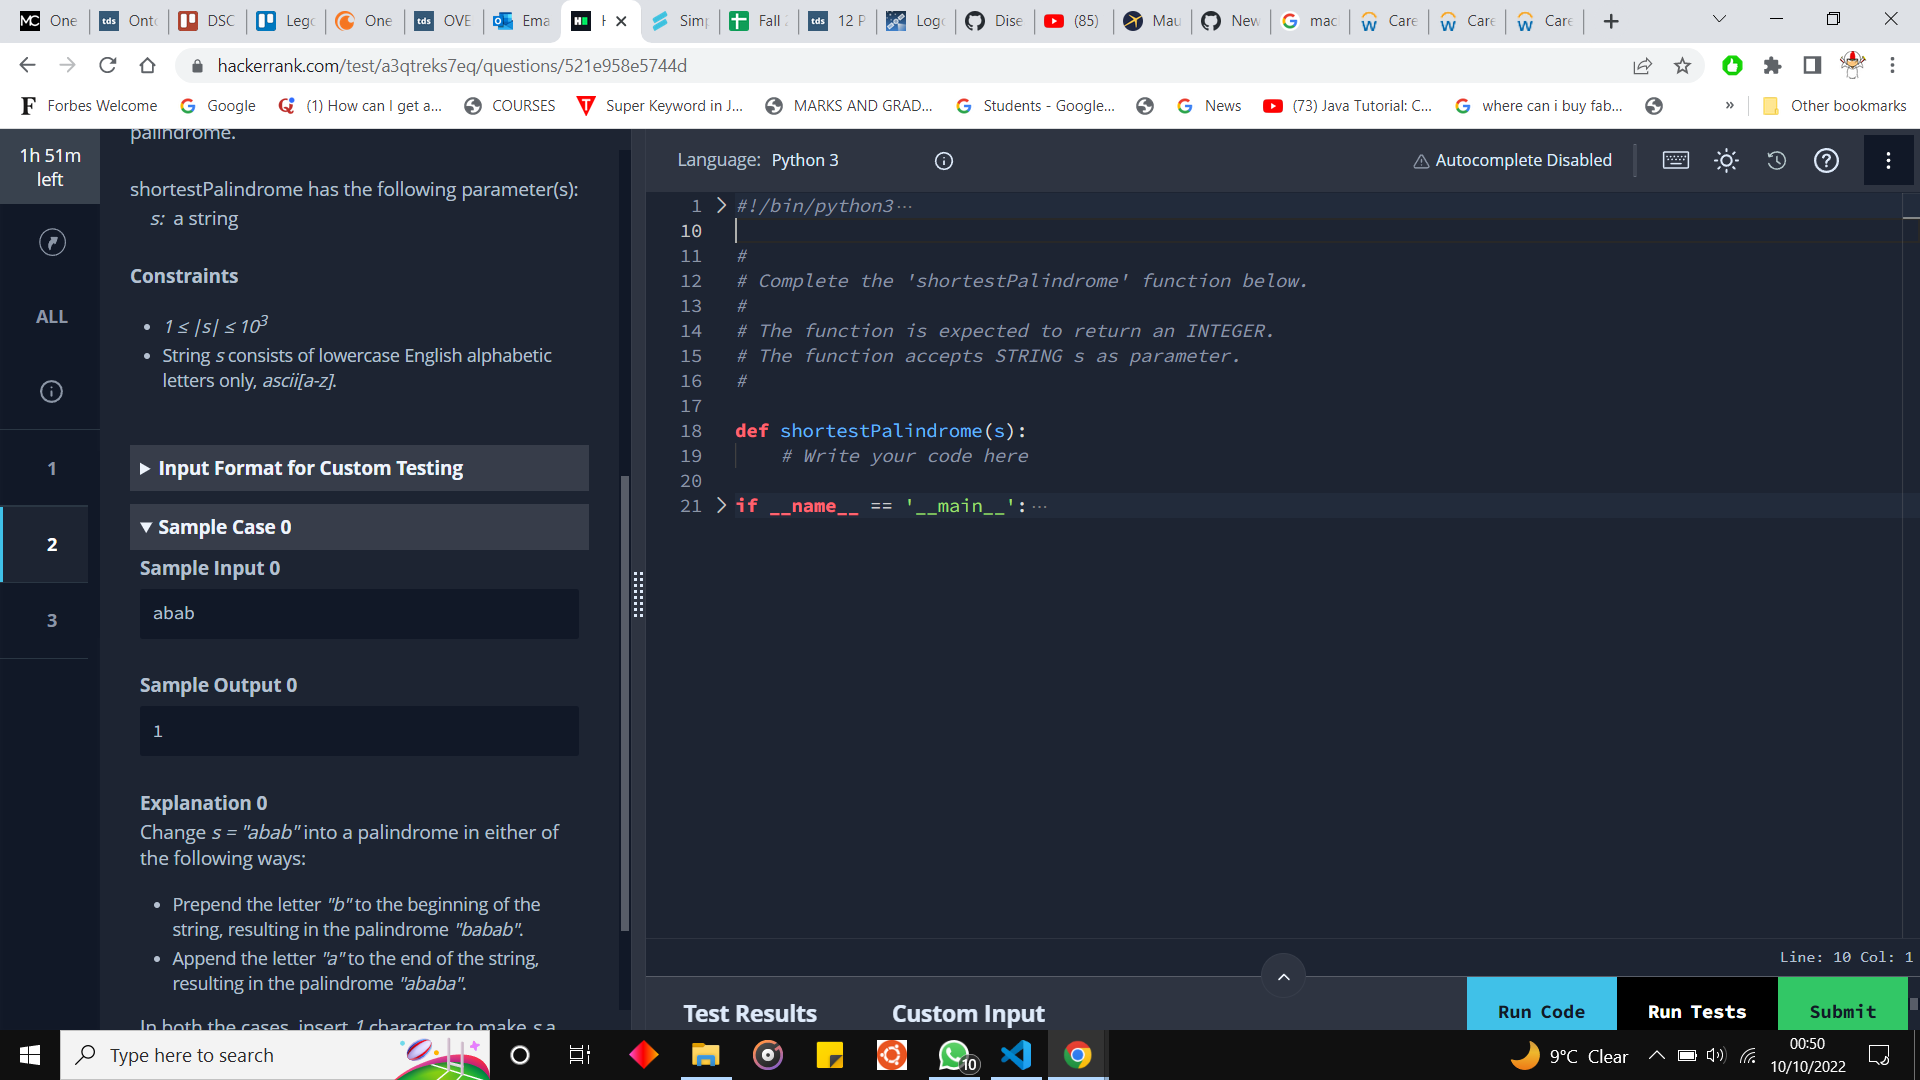 One
Onto
DSC
Lego
One
OVE
Ema
H
Simp
Fall 2
12 P
Logo
Dise
(85)
Mau
New
mac
Care
Care
Care
hackerrank.com/test/a3qtreks7eq/questions/521e958e5744d
Forbes Welcome
Google
(1) How can I get a...
COURSES
Super Keyword in J...
MARKS AND GRAD...
Students - Google...
News
(73) Java Tutorial: C...
where can i buy fab...
»
Other bookmarks
1h 51m
left
ALL
1
2
3
palindrome.
shortestPalindrome has the following parameter(s):
s: a string
Constraints
• 1 ≤ |s| ≤ 10^3
• String s consists of lowercase English alphabetic
letters only, ascii[a-z].
Input Format for Custom Testing
Sample Case 0
Sample Input 0
abab
Sample Output 0
1
Explanation 0
Change s = "abab" into a palindrome in either of
the following ways:
• Prepend the letter "b" to the beginning of the
string, resulting in the palindrome "babab".
• Append the letter "a" to the end of the string,
resulting in the palindrome "ababa".
In both the cases, insert 1 character to make s a
Language: Python 3
Autocomplete Disabled
1 #!/bin/python3···
10
11 #
12 # Complete the 'shortestPalindrome' function below.
13 #
14 # The function is expected to return an INTEGER.
15 # The function accepts STRING s as parameter.
16 #
17
18 def shortestPalindrome(s):
19     # Write your code here
20
21 if __name__ == '__main__':···
Line: 10 Col: 1
Test Results
Custom Input
Run Code
Run Tests
Submit
Type here to search
10
9°C Clear
00:50
10/10/2022